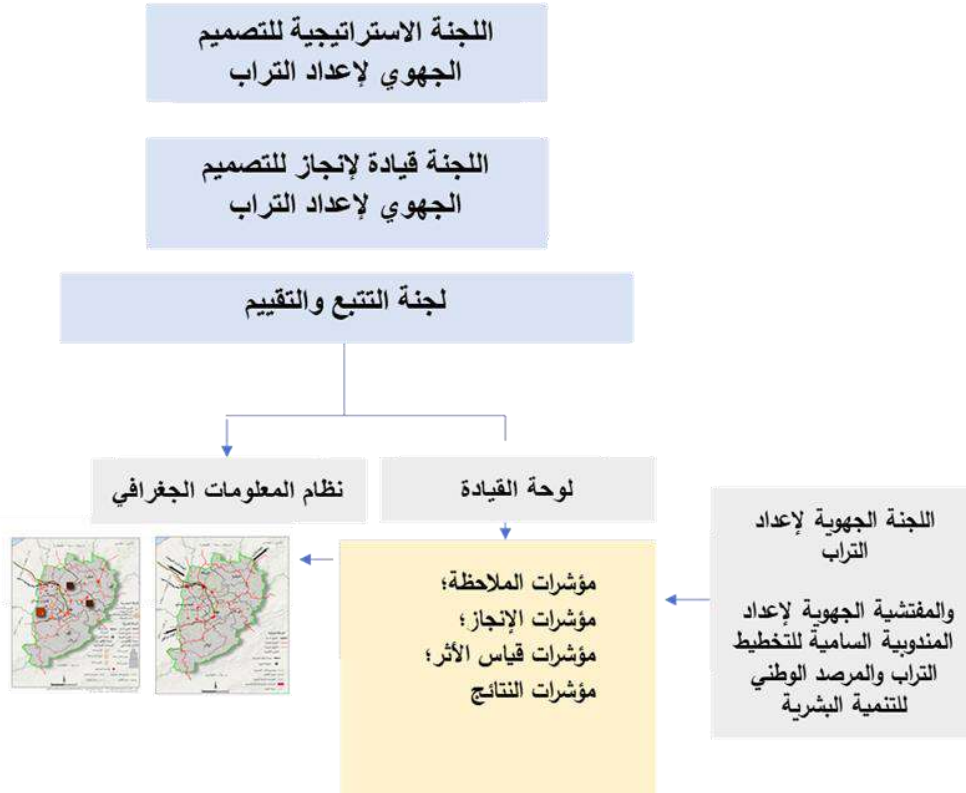 اللجنة الاستراتيجية للتصميم
الجهوي لإعداد التراب
اللجنة قيادة لإنجاز للتصميم
الجهوي لإعداد التراب
لجنة التتبع والتقييم
لوحة القيادة
نظام المعلومات الجغرافي
اللجنة الجهوية لإعداد
التراب
والمفتشية الجهوية لإعداد
المندوبية السامية للتخطيط
التراب والمرصد الوطني
للتنمية البشرية
مؤشرات الملاحظة؛
مؤشرات الإنجاز؛
مؤشرات قياس الأثر؛
مؤشرات النتائج